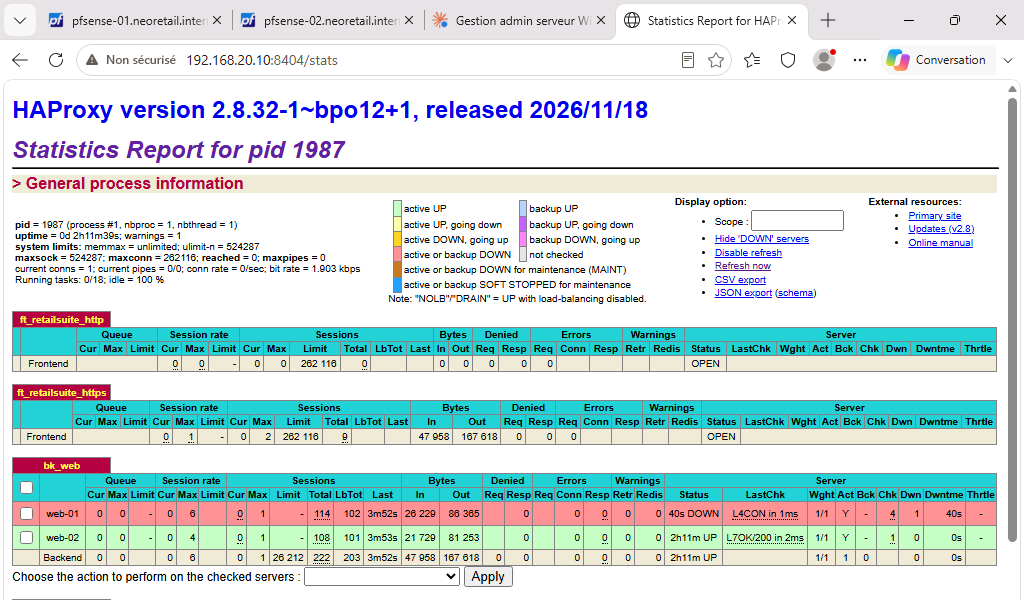 pfsense-01.neoretail.inter
pfsense-02.neoretail.inter
Gestion admin serveur Wi
Statistics Report for HAPr
Non sécurisé
192.168.20.10:8404/stats
Conversation
HAProxy version 2.8.32-1~bpo12+1, released 2026/11/18
Statistics Report for pid 1987
> General process information
pid = 1987 (process #1, nbproc = 1, nbthread = 1)
uptime = 0d 2h11m39s; warnings = 1
system limits: memmax = unlimited; ulimit-n = 524287
maxsock = 524287; maxconn = 262116; reached = 0; maxpipes = 0
current conns = 1; current pipes = 0/0; conn rate = 0/sec; bit rate = 1.903 kbps
Running tasks: 0/18; idle = 100 %
active UP backup UP
active UP, going down backup UP, going down
active DOWN, going up backup DOWN, going up
active or backup DOWN not checked
active or backup DOWN for maintenance (MAINT)
active or backup SOFT STOPPED for maintenance
Note: "NOLB"/"DRAIN" = UP with load-balancing disabled.
Display option:
Scope :
Hide 'DOWN' servers
Disable refresh
Refresh now
CSV export
JSON export (schema)
External resources:
Primary site
Updates (v2.8)
Online manual
ft_retailsuite_http
Queue Session rate Sessions Bytes Denied Errors Warnings Server
Cur Max Limit Cur Max Limit Cur Max Limit Total LbTot Last In Out Req Resp Req Conn Resp Retr Redis Status LastChk Wght Act Bck Chk Dwn Dwntme Thrtle
Frontend 0 0 - 0 0 262 116 0 0 0 0 0 0 OPEN
ft_retailsuite_https
Queue Session rate Sessions Bytes Denied Errors Warnings Server
Cur Max Limit Cur Max Limit Cur Max Limit Total LbTot Last In Out Req Resp Req Conn Resp Retr Redis Status LastChk Wght Act Bck Chk Dwn Dwntme Thrtle
Frontend 0 1 - 0 2 262 116 9 47 958 167 618 0 0 0 OPEN
bk_web
Queue Session rate Sessions Bytes Denied Errors Warnings Server
Cur Max Limit Cur Max Limit Cur Max Limit Total LbTot Last In Out Req Resp Req Conn Resp Retr Redis Status LastChk Wght Act Bck Chk Dwn Dwntme Thrtle
web-01 0 0 - 0 6 0 1 - 114 102 3m52s 26 229 86 365 0 0 0 0 0 40s DOWN L4CON in 1ms 1/1 Y - 4 1 40s -
web-02 0 0 - 0 4 0 1 - 108 101 3m53s 21 729 81 253 0 0 0 0 0 2h11m UP L7OK/200 in 2ms 1/1 Y - 1 0 0s -
Backend 0 0 0 6 0 1 26 212 222 203 3m52s 47 958 167 618 0 0 0 0 0 0 2h11m UP 1/1 1 0 0 0s
Choose the action to perform on the checked servers : Apply